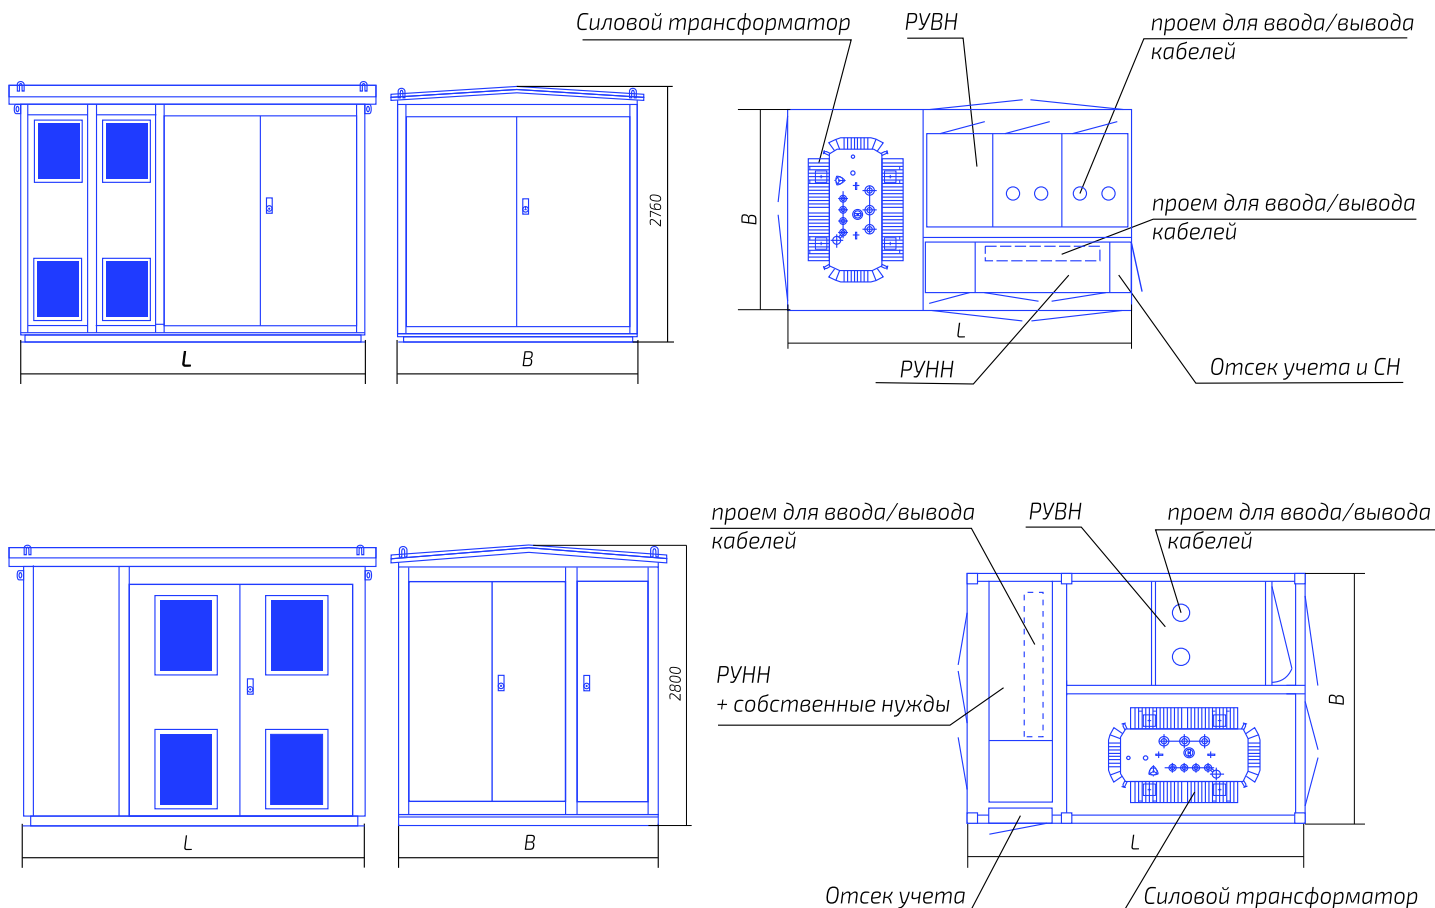 Силовой трансформатор
РУВН
проем для ввода/вывода
кабелей
2760
B
проем для ввода/вывода
кабелей
L
B
L
РУНН
Отсек учета и СН
проем для ввода/вывода
кабелей
РУВН
проем для ввода/вывода
кабелей
2800
РУНН
+ собственные нужды
B
L
B
L
Отсек учета
Силовой трансформатор